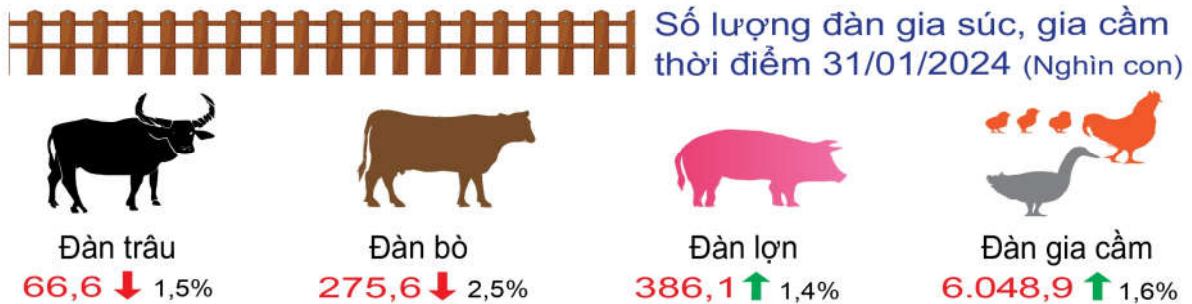 Số lượng đàn gia súc, gia cầm
thời điểm 31/01/2024 (Nghìn con)
Đàn trâu
66,6 1,5%
Đàn bò
275,6 2,5%
Đàn lợn
386,1 1,4%
Đàn gia cầm
6.048,9 1,6%